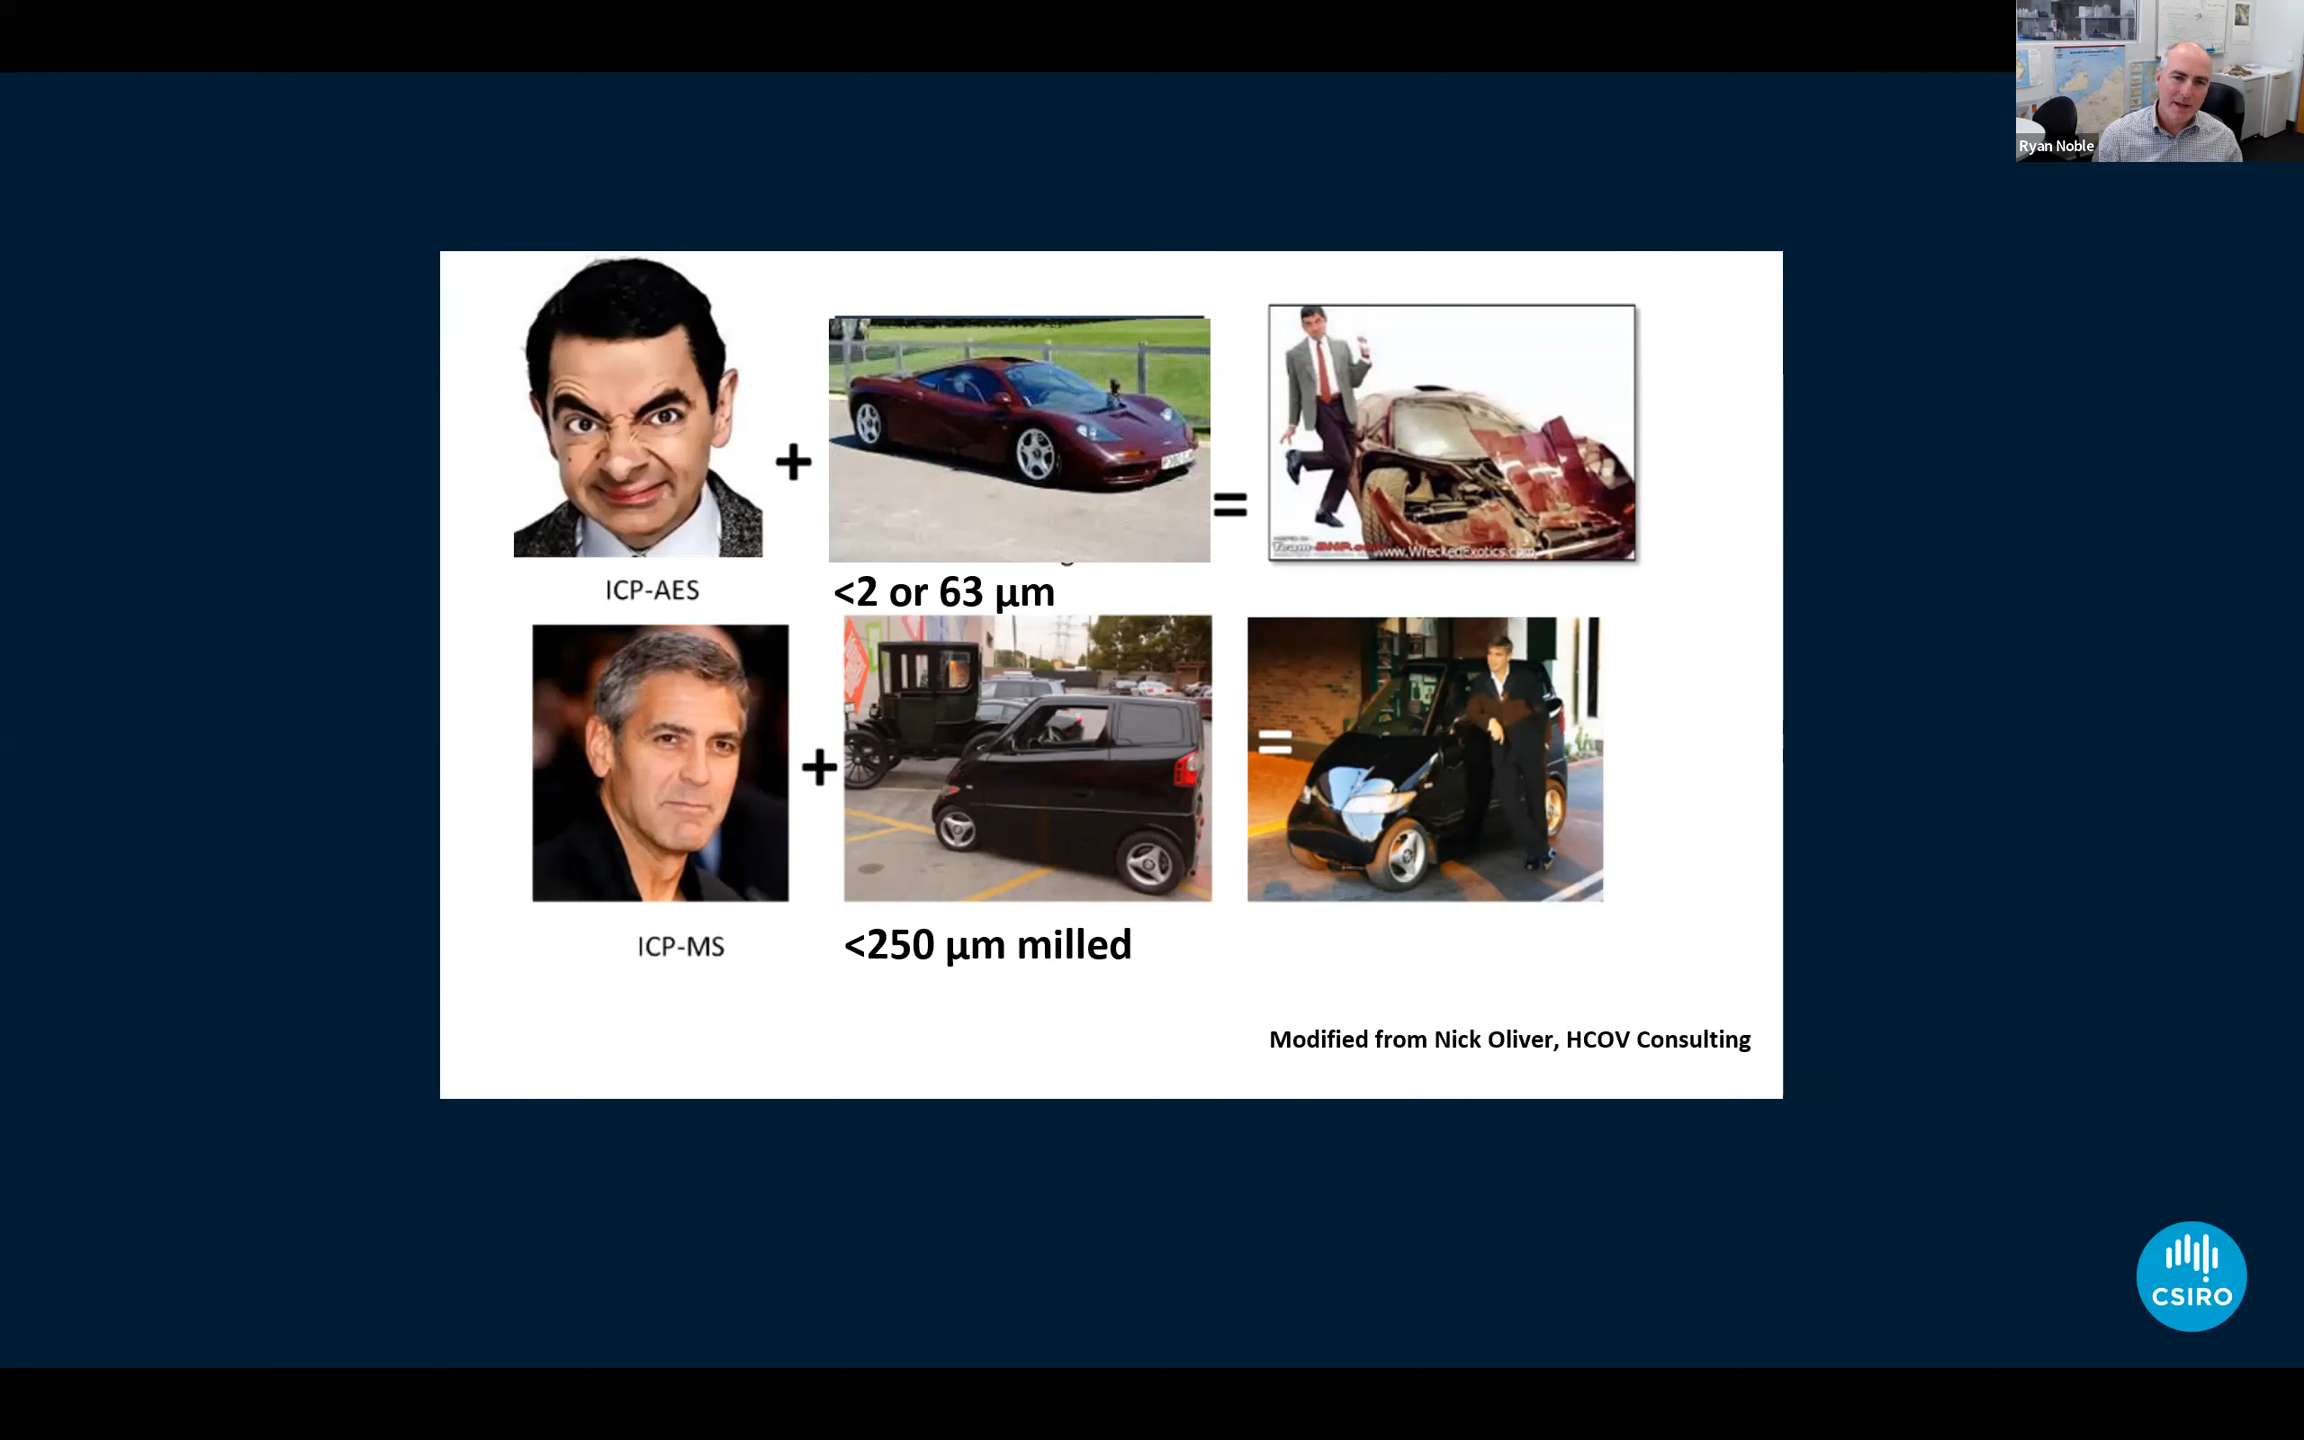 Ryan Noble
ICP-AES
<2 or 63 µm
www.WreckedExotics.com
ICP-MS
<250 µm milled
Modified from Nick Oliver, HCOV Consulting
CSIRO